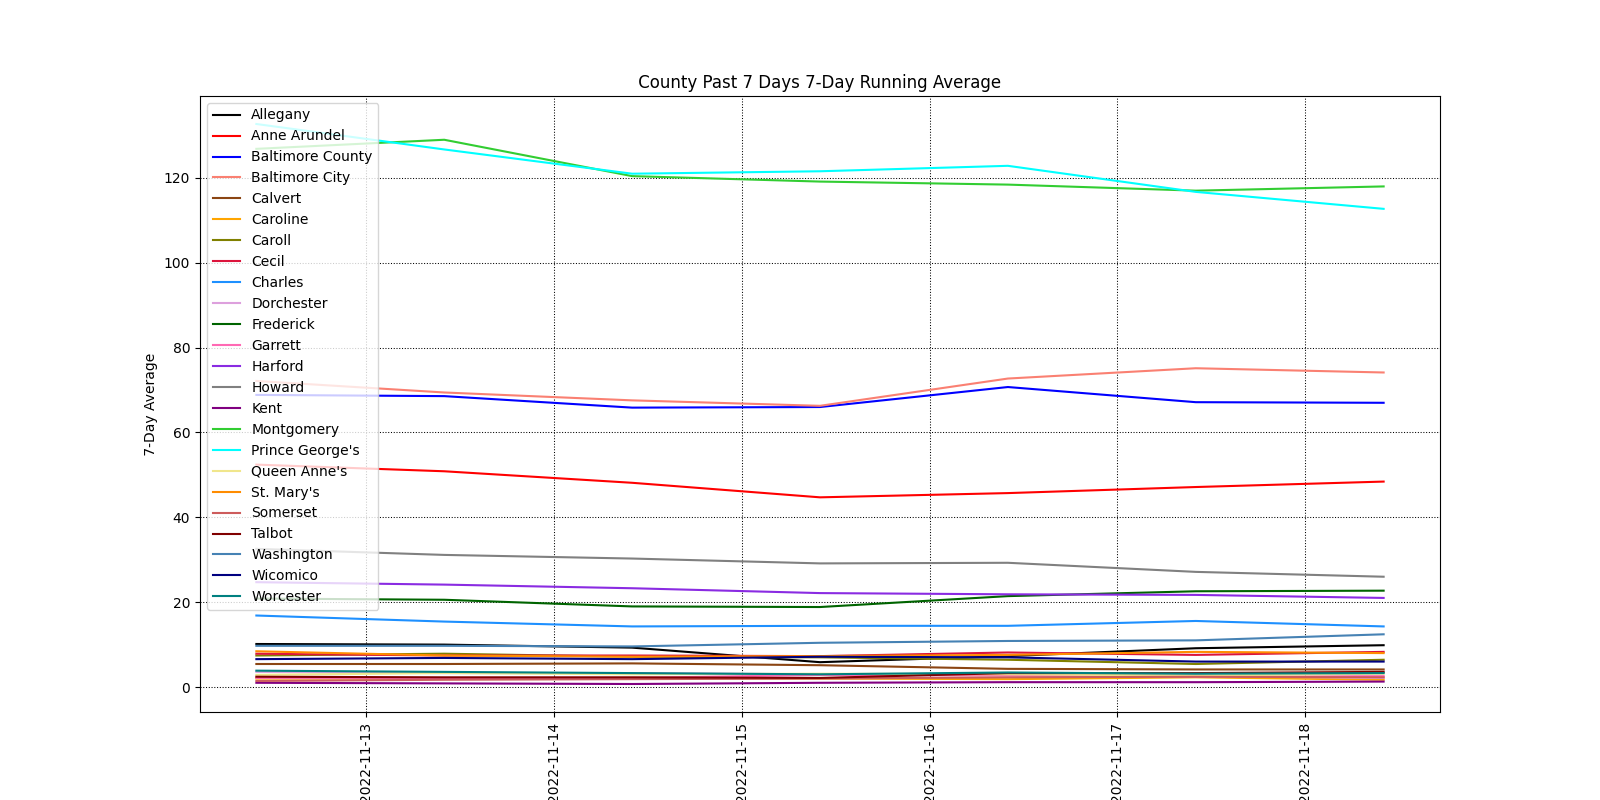 County Past 7 Days 7-Day Running Average
7-Day Average
120
100
80
60
40
20
0
Allegany
Anne Arundel
Baltimore County
Baltimore City
Calvert
Caroline
Caroll
Cecil
Charles
Dorchester
Frederick
Garrett
Harford
Howard
Kent
Montgomery
Prince George's
Queen Anne's
St. Mary's
Somerset
Talbot
Washington
Wicomico
Worcester
2022-11-13
2022-11-14
2022-11-15
2022-11-16
2022-11-17
2022-11-18